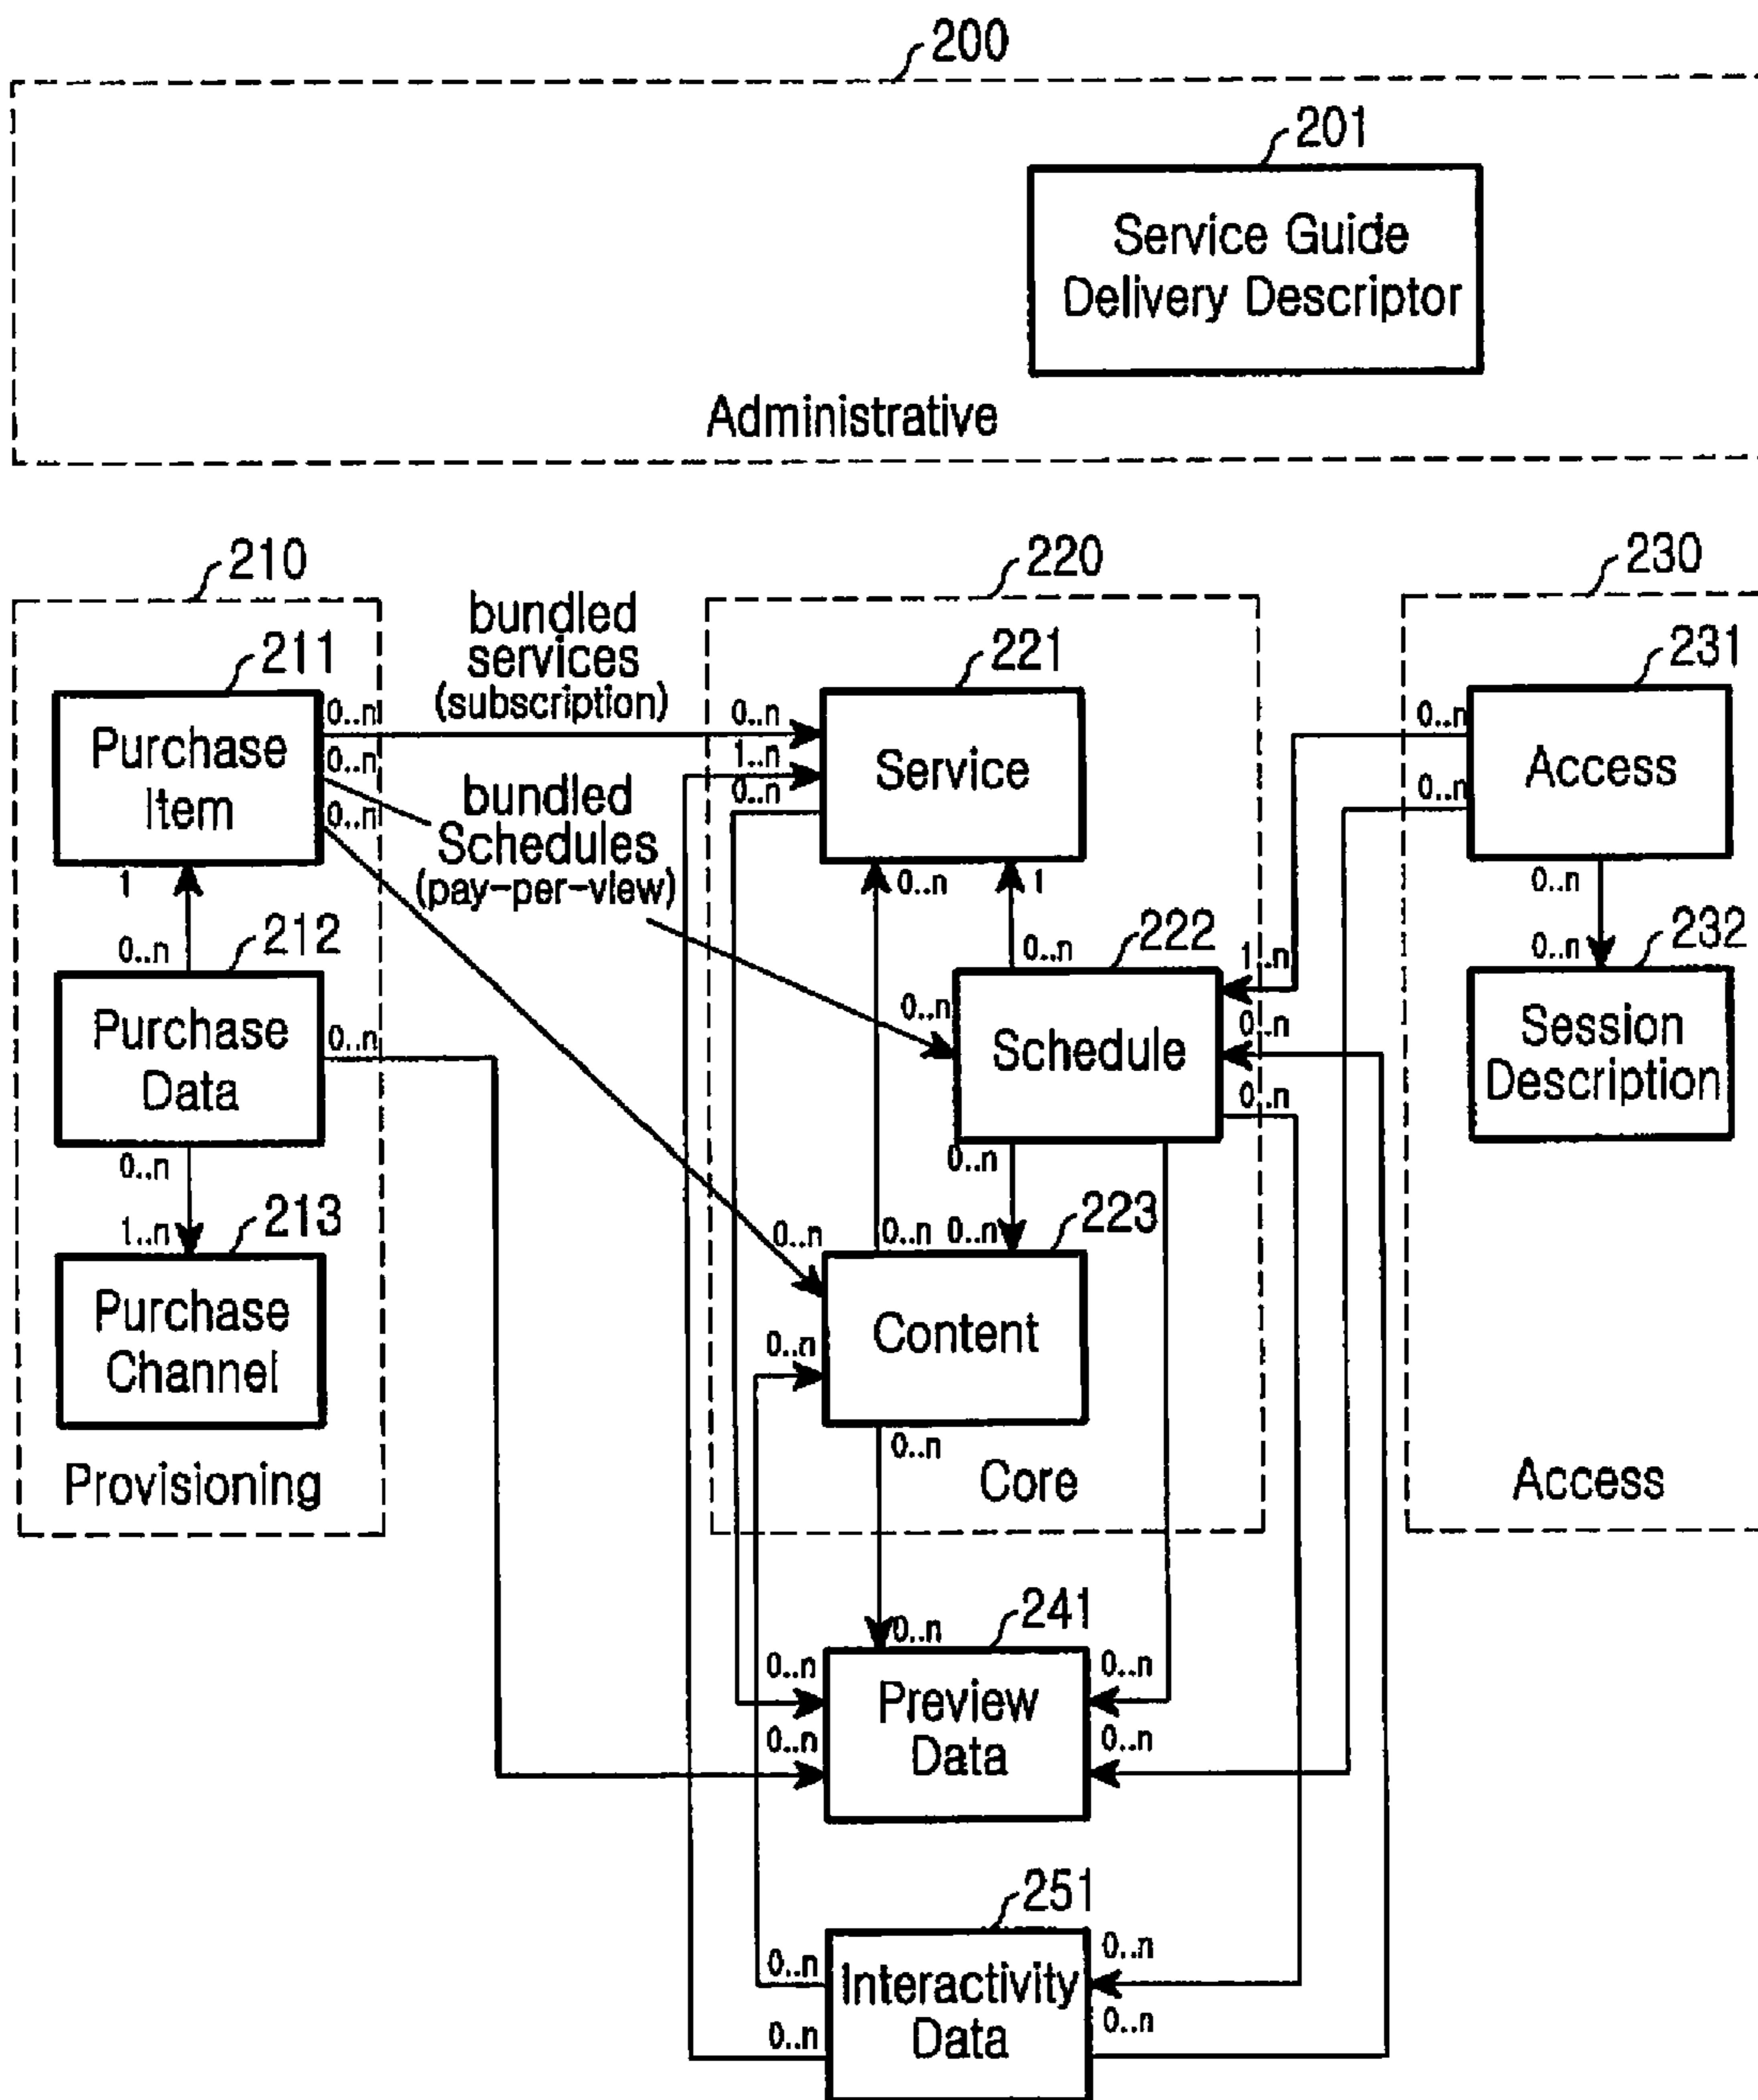 200
201
Service Guide
Delivery Descriptor
Administrative
210
220
230
bundled
services
(subscription)
211
221
231
0..n
0..n
0..n
Purchase
Item
0..n
1..n
Service
Access
0..n
0..n
0..n
bundled
Schedules
(pay-per-view)
1
0..n
1
0..n
0..n
212
0..n
222
1..n
0..n
232
Purchase
Data
0..n
0..n
Schedule
0..n
0..n
Session
Description
0..n
0..n
1..n
213
0..n
0..n
0..n
223
Purchase
Channel
Content
0..n
0..n
Provisioning
Core
Access
241
0..n
0..n
0..n
Preview
Data
0..n
0..n
251
0..n
0..n
Interactivity
Data
0..n
0..n